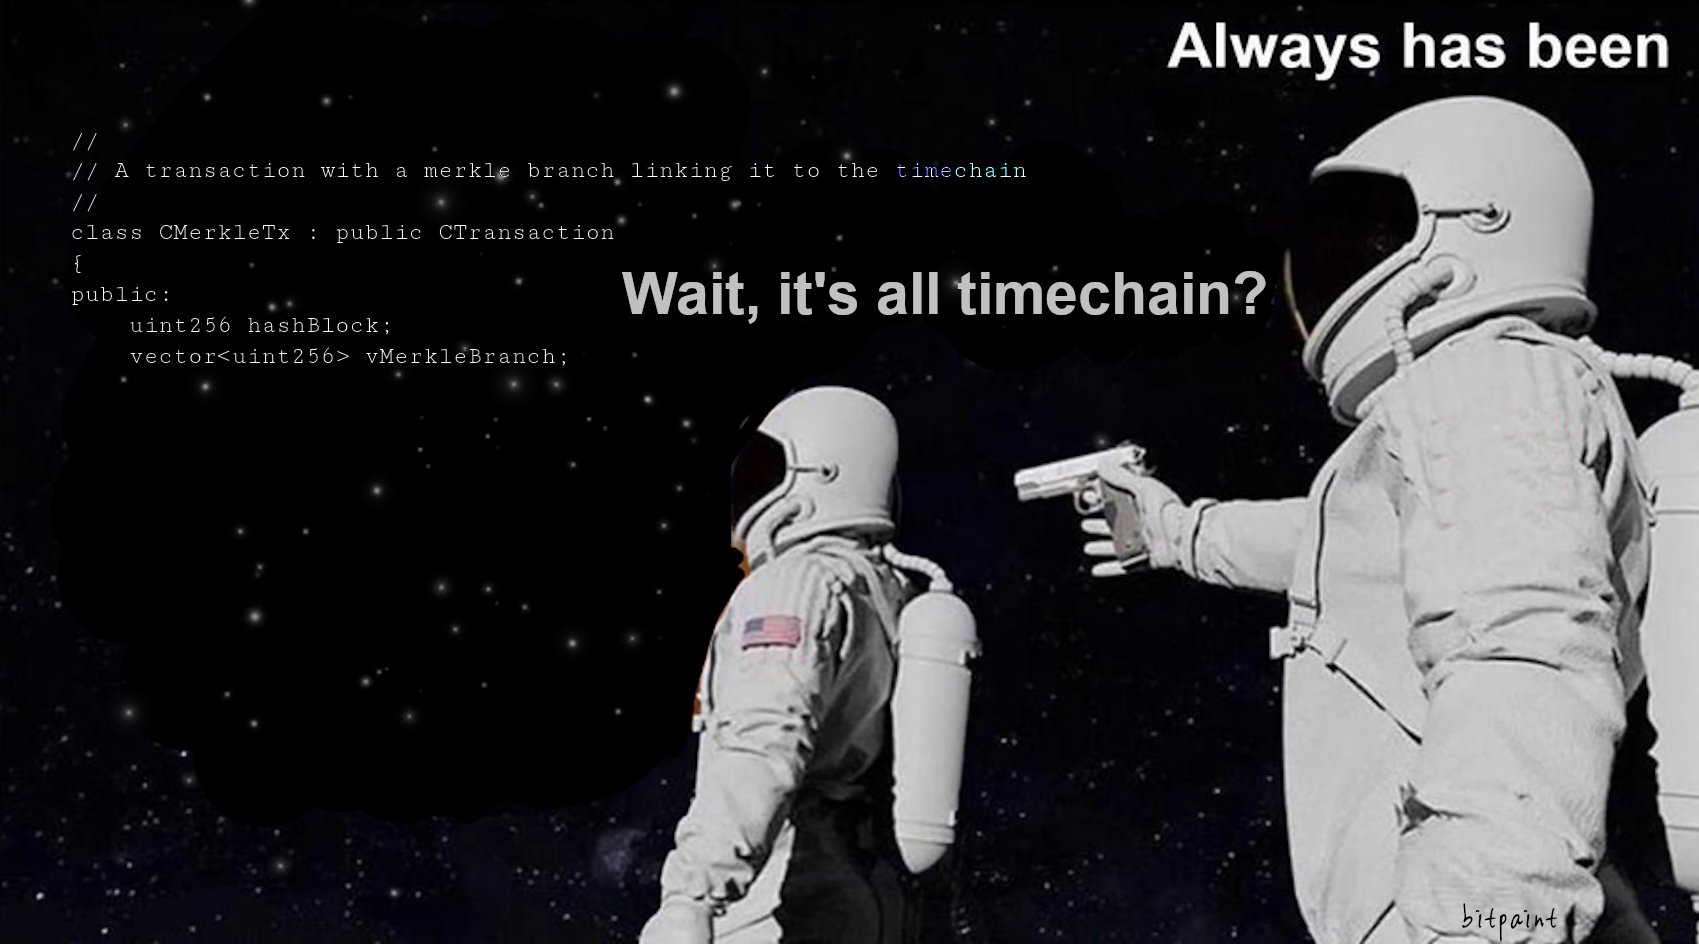 Always has been
//
// A transaction with a merkle branch linking it to the timechain
//
class CMerkleTx : public CTransaction
{
public:
    uint256 hashBlock;
    vector<uint256> vMerkleBranch;
Wait, it's all timechain?
bitpaint